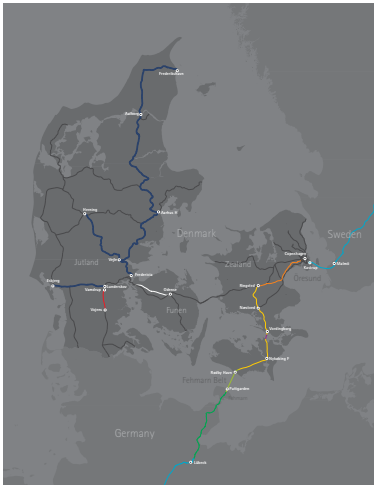 Frederikshavn
Aalborg
Herning
Aarhus H
Denmark
Sweden
Copenhagen
Vejle
Jutland
Zealand
Kastrup
Malmö
Fredericia
Øresund
Esbjerg
Lunderskov
Ringsted
Vamdrup
Odense
Vojens
Næstved
Funen
Vordingborg
Nykøbing F
Rødby Havn
Fehmarn Belt
Puttgarden
Germany
Lübeck